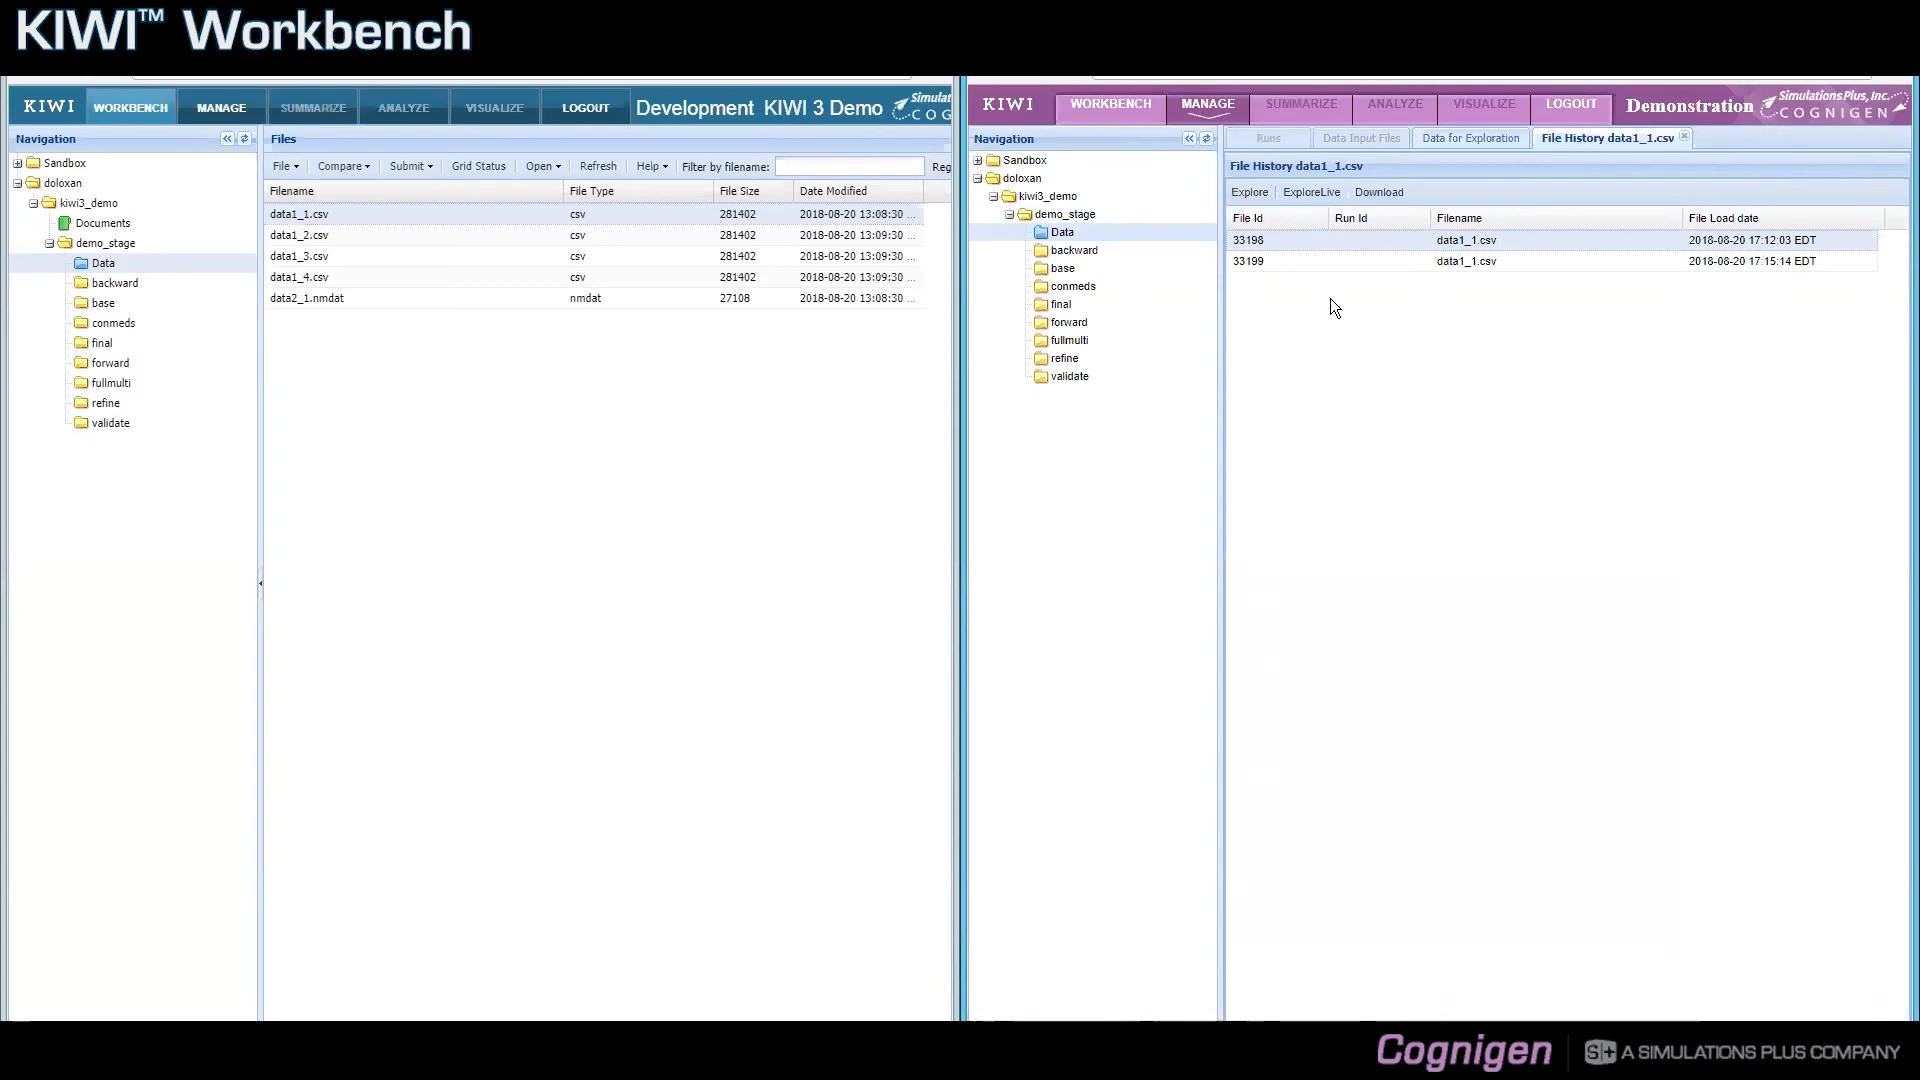 KIWI™ Workbench
KIWI WORKBENCH MANAGE SUMMARIZE ANALYZE VISUALIZE LOGOUT Development KIWI 3 Demo
Navigation
Sandbox
doloxan
kiwi3_demo
Documents
demo_stage
Data
backward
base
conmeds
final
forward
fullmulti
refine
validate
Files
File Compare Submit Grid Status Open Refresh Help Filter by filename: Reg
Filename File Type File Size Date Modified
data1_1.csv csv 281402 2018-08-20 13:08:30 ...
data1_2.csv csv 281402 2018-08-20 13:09:30 ...
data1_3.csv csv 281402 2018-08-20 13:09:30 ...
data1_4.csv csv 281402 2018-08-20 13:09:30 ...
data2_1.nmdat nmdat 27108 2018-08-20 13:08:30 ...
KIWI WORKBENCH MANAGE SUMMARIZE ANALYZE VISUALIZE LOGOUT Demonstration
SimulationsPlus, Inc.
COGNIGEN
Navigation
Sandbox
doloxan
kiwi3_demo
demo_stage
Data
backward
base
conmeds
final
forward
fullmulti
refine
validate
Runs Data Input Files Data for Exploration File History data1_1.csv
File History data1_1.csv
Explore ExploreLive Download
File Id Run Id Filename File Load date
33198 data1_1.csv 2018-08-20 17:12:03 EDT
33199 data1_1.csv 2018-08-20 17:15:14 EDT
Cognigen S+ A SIMULATIONS PLUS COMPANY